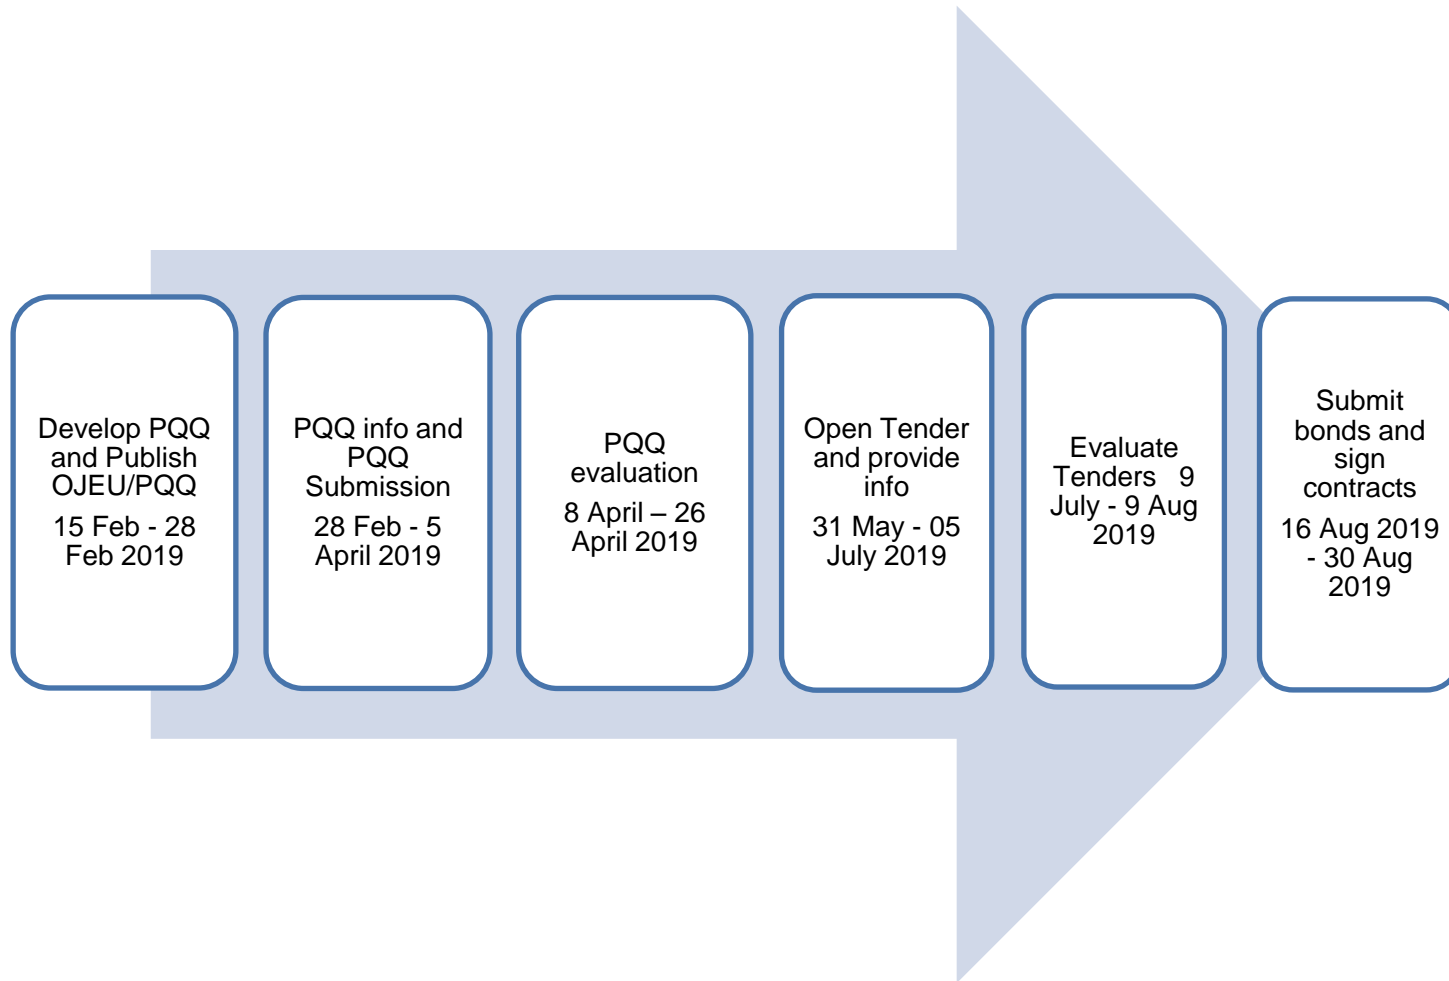 Develop PQQ
and Publish
OJEU/PQQ
15 Feb - 28
Feb 2019
PQQ info and
PQQ
Submission
28 Feb - 5
April 2019
PQQ
evaluation
8 April – 26
April 2019
Open Tender
and provide
info
31 May - 05
July 2019
Evaluate
Tenders   9
July - 9 Aug
2019
Submit
bonds and
sign
contracts
16 Aug 2019
- 30 Aug
2019